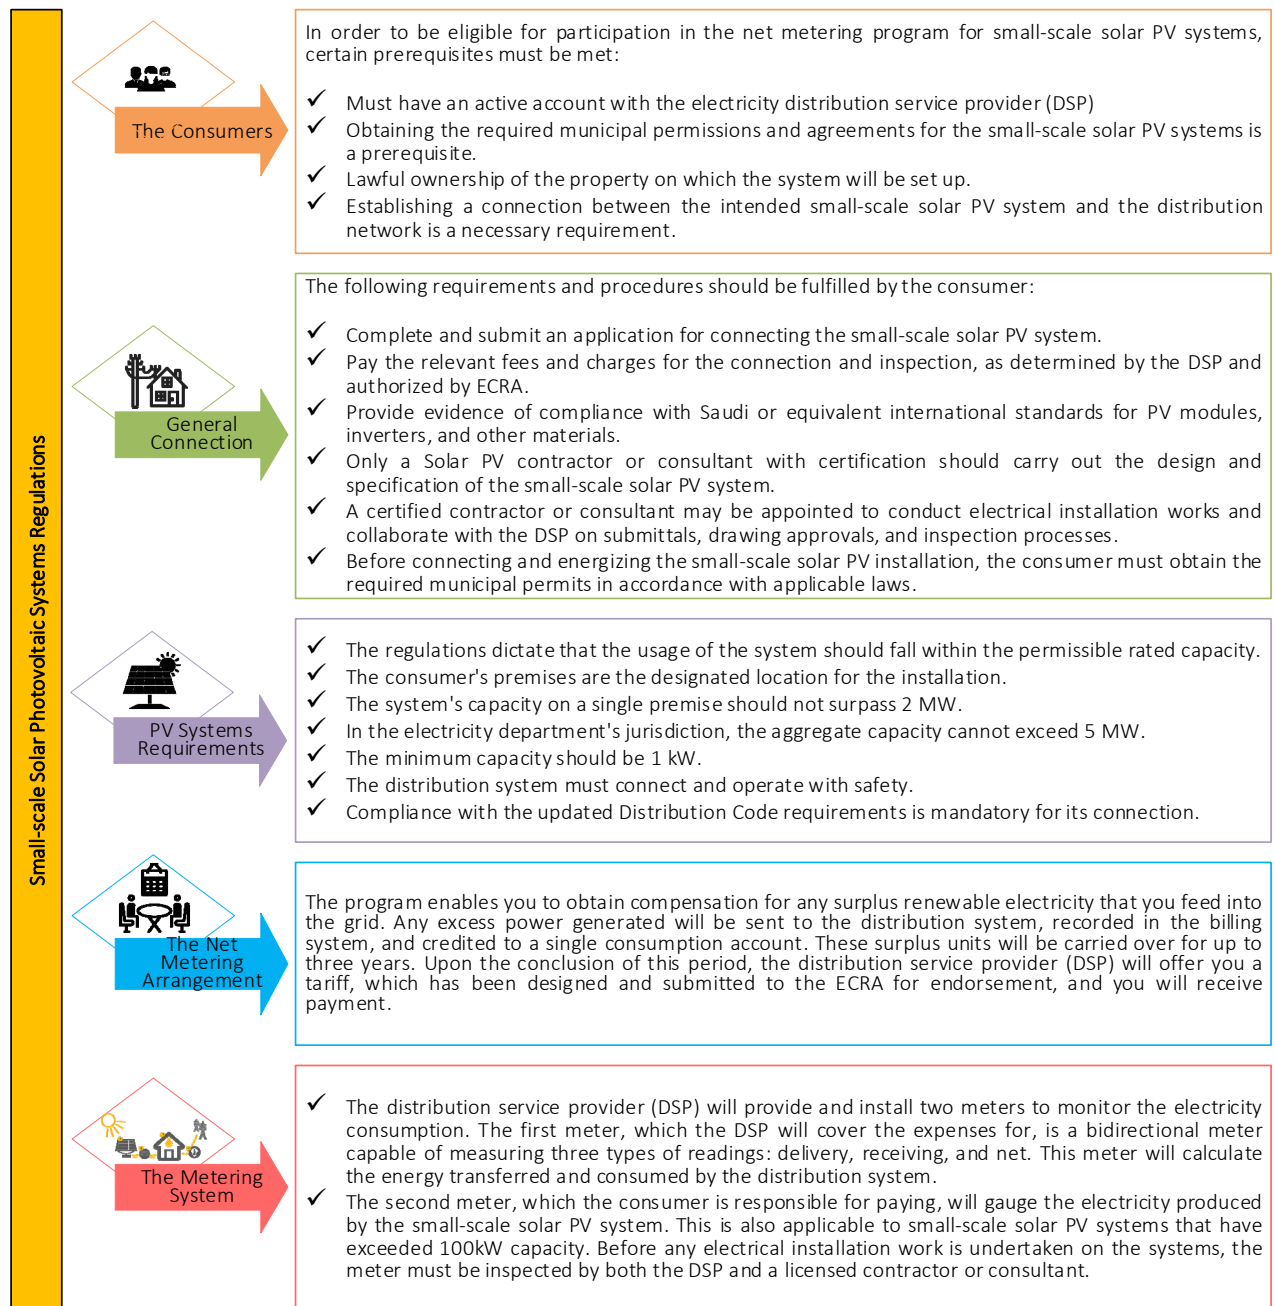 Small-scale Solar Photovoltaic Systems Regulations
The Consumers
In order to be eligible for participation in the net metering program for small-scale solar PV systems,
certain prerequisites must be met:
✓ Must have an active account with the electricity distribution service provider (DSP)
✓ Obtaining the required municipal permissions and agreements for the small-scale solar PV systems is
a prerequisite.
✓ Lawful ownership of the property on which the system will be set up.
✓ Establishing a connection between the intended small-scale solar PV system and the distribution
network is a necessary requirement.
General
Connection
The following requirements and procedures should be fulfilled by the consumer:
✓ Complete and submit an application for connecting the small-scale solar PV system.
✓ Pay the relevant fees and charges for the connection and inspection, as determined by the DSP and
authorized by ECRA.
✓ Provide evidence of compliance with Saudi or equivalent international standards for PV modules,
inverters, and other materials.
✓ Only a Solar PV contractor or consultant with certification should carry out the design and
specification of the small-scale solar PV system.
✓ A certified contractor or consultant may be appointed to conduct electrical installation works and
collaborate with the DSP on submittals, drawing approvals, and inspection processes.
✓ Before connecting and energizing the small-scale solar PV installation, the consumer must obtain the
required municipal permits in accordance with applicable laws.
PV Systems
Requirements
✓ The regulations dictate that the usage of the system should fall within the permissible rated capacity.
✓ The consumer's premises are the designated location for the installation.
✓ The system's capacity on a single premise should not surpass 2 MW.
✓ In the electricity department's jurisdiction, the aggregate capacity cannot exceed 5 MW.
✓ The minimum capacity should be 1 kW.
✓ The distribution system must connect and operate with safety.
✓ Compliance with the updated Distribution Code requirements is mandatory for its connection.
The Net
Metering
Arrangement
The program enables you to obtain compensation for any surplus renewable electricity that you feed into
the grid. Any excess power generated will be sent to the distribution system, recorded in the billing
system, and credited to a single consumption account. These surplus units will be carried over for up to
three years. Upon the conclusion of this period, the distribution service provider (DSP) will offer you a
tariff, which has been designed and submitted to the ECRA for endorsement, and you will receive
payment.
The Metering
System
✓ The distribution service provider (DSP) will provide and install two meters to monitor the electricity
consumption. The first meter, which the DSP will cover the expenses for, is a bidirectional meter
capable of measuring three types of readings: delivery, receiving, and net. This meter will calculate
the energy transferred and consumed by the distribution system.
✓ The second meter, which the consumer is responsible for paying, will gauge the electricity produced
by the small-scale solar PV system. This is also applicable to small-scale solar PV systems that have
exceeded 100kW capacity. Before any electrical installation work is undertaken on the systems, the
meter must be inspected by both the DSP and a licensed contractor or consultant.